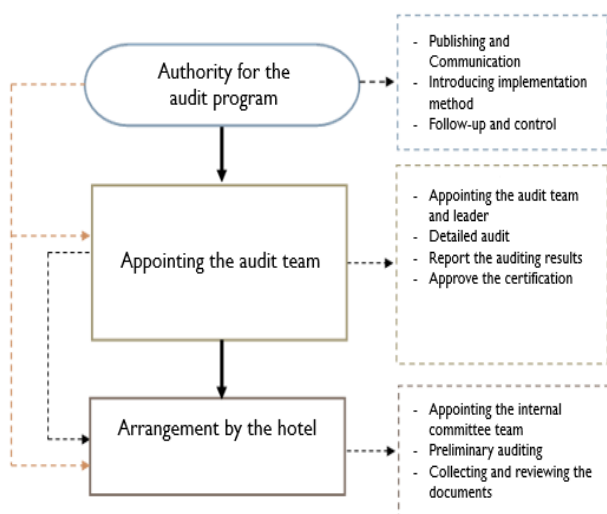 Authority for the
audit program
- Publishing and
Communication
- Introducing implementation
method
- Follow-up and control
Appointing the audit team
- Appointing the audit team
and leader
- Detailed audit
- Report the auditing results
- Approve the certification
Arrangement by the hotel
- Appointing the internal
committee team
- Preliminary auditing
- Collecting and reviewing the
documents